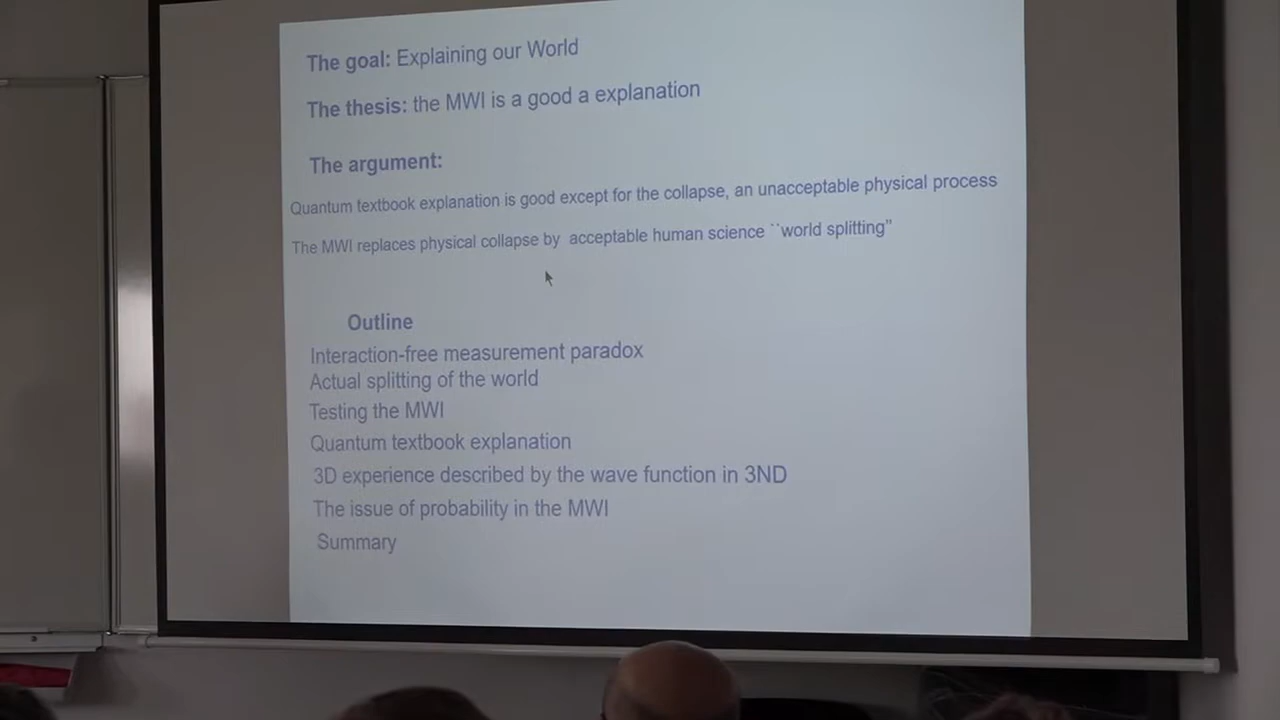 The goal: Explaining our World
The thesis: the MWI is a good a explanation
The argument:
Quantum textbook explanation is good except for the collapse, an unacceptable physical process
The MWI replaces physical collapse by acceptable human science ``world splitting"
Outline
Interaction-free measurement paradox
Actual splitting of the world
Testing the MWI
Quantum textbook explanation
3D experience described by the wave function in 3ND
The issue of probability in the MWI
Summary